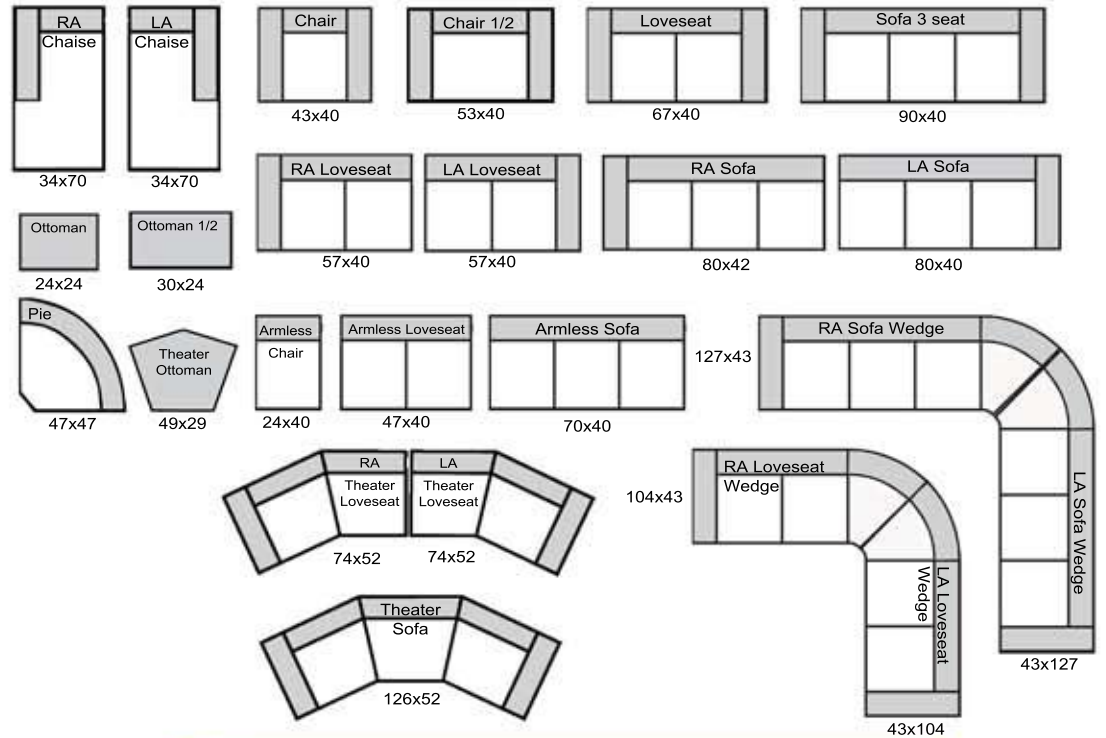 RA
Chaise
34x70
LA
Chaise
34x70
Chair
43x40
Chair 1/2
53x40
Loveseat
67x40
Sofa 3 seat
90x40
RA Loveseat
57x40
LA Loveseat
57x40
RA Sofa
80x42
LA Sofa
80x40
Ottoman
24x24
Ottoman 1/2
30x24
Pie
47x47
Theater
Ottoman
49x29
Armless
Chair
24x40
Armless Loveseat
47x40
Armless Sofa
70x40
127x43
RA Sofa Wedge
LA Sofa Wedge
43x127
RA
Theater
Loveseat
74x52
LA
Theater
Loveseat
74x52
104x43
RA Loveseat
Wedge
LA Loveseat
Wedge
43x104
Theater
Sofa
126x52